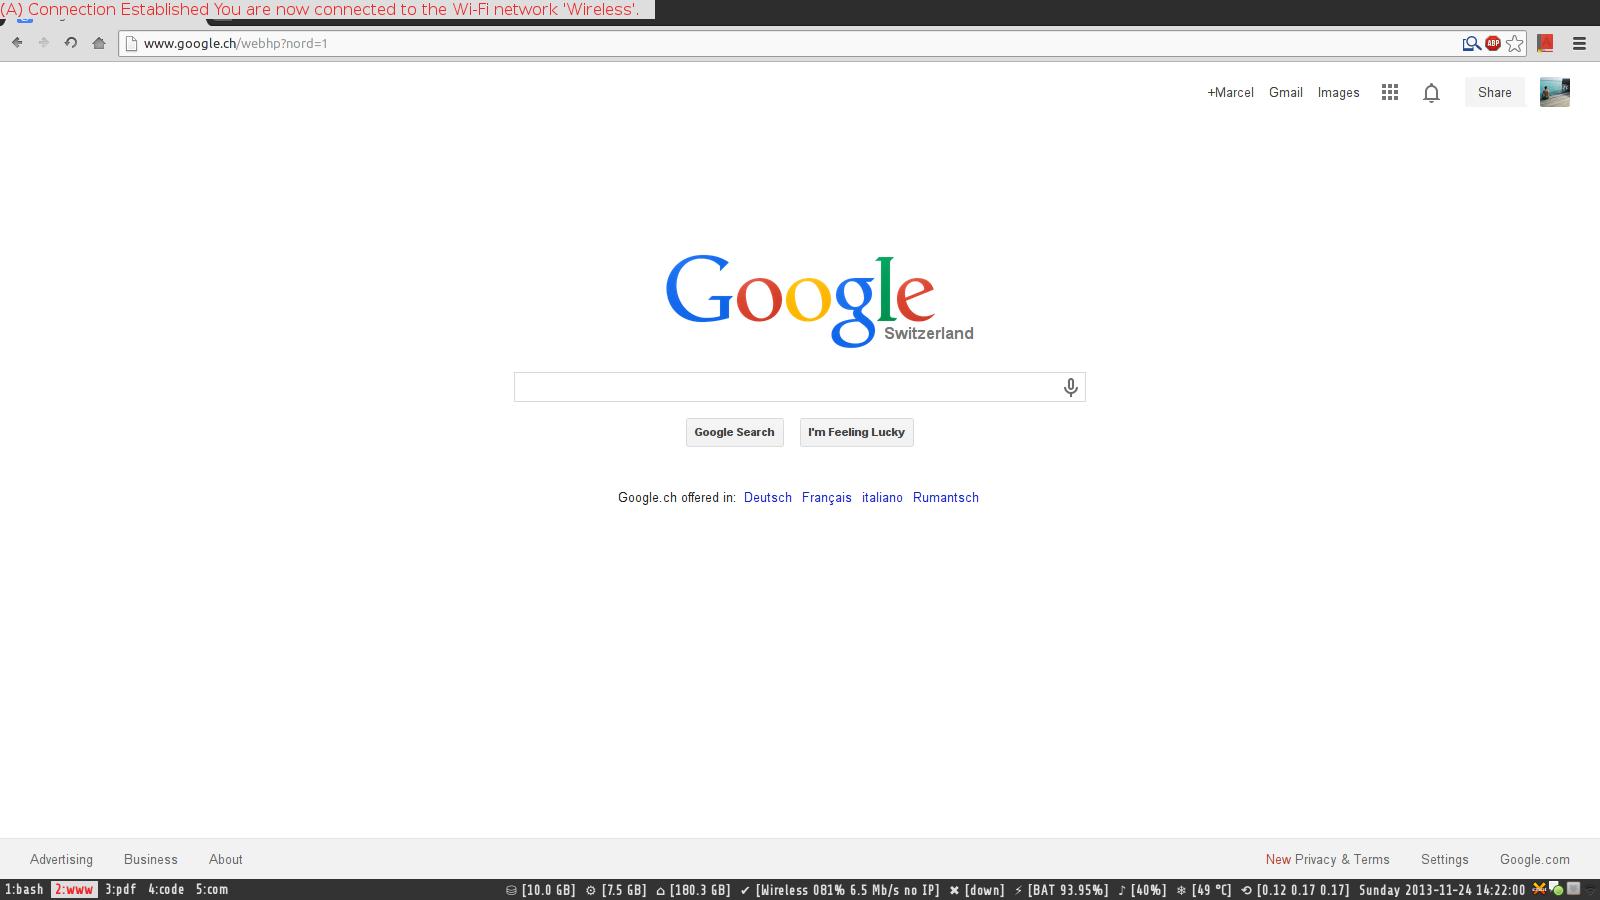 (A) Connection Established You are now connected to the Wi-Fi network 'Wireless'.
www.google.ch/webhp?nord=1
ABP
+Marcel Gmail Images Share
Google
Switzerland
Google Search I'm Feeling Lucky
Google.ch offered in: Deutsch Français italiano Rumantsch
Advertising Business About New Privacy & Terms Settings Google.com
1:bash 2:www 3:pdf 4:code 5:com ⛁ [10.0 GB] ⚙ [7.5 GB] ⌂ [180.3 GB] ✔ [Wireless 081% 6.5 Mb/s no IP] ✖ [down] ⚡ [BAT 93.95%] ♪ [40%] ❄ [49 °C] ⟲ [0.12 0.17 0.17] Sunday 2013-11-24 14:22:00